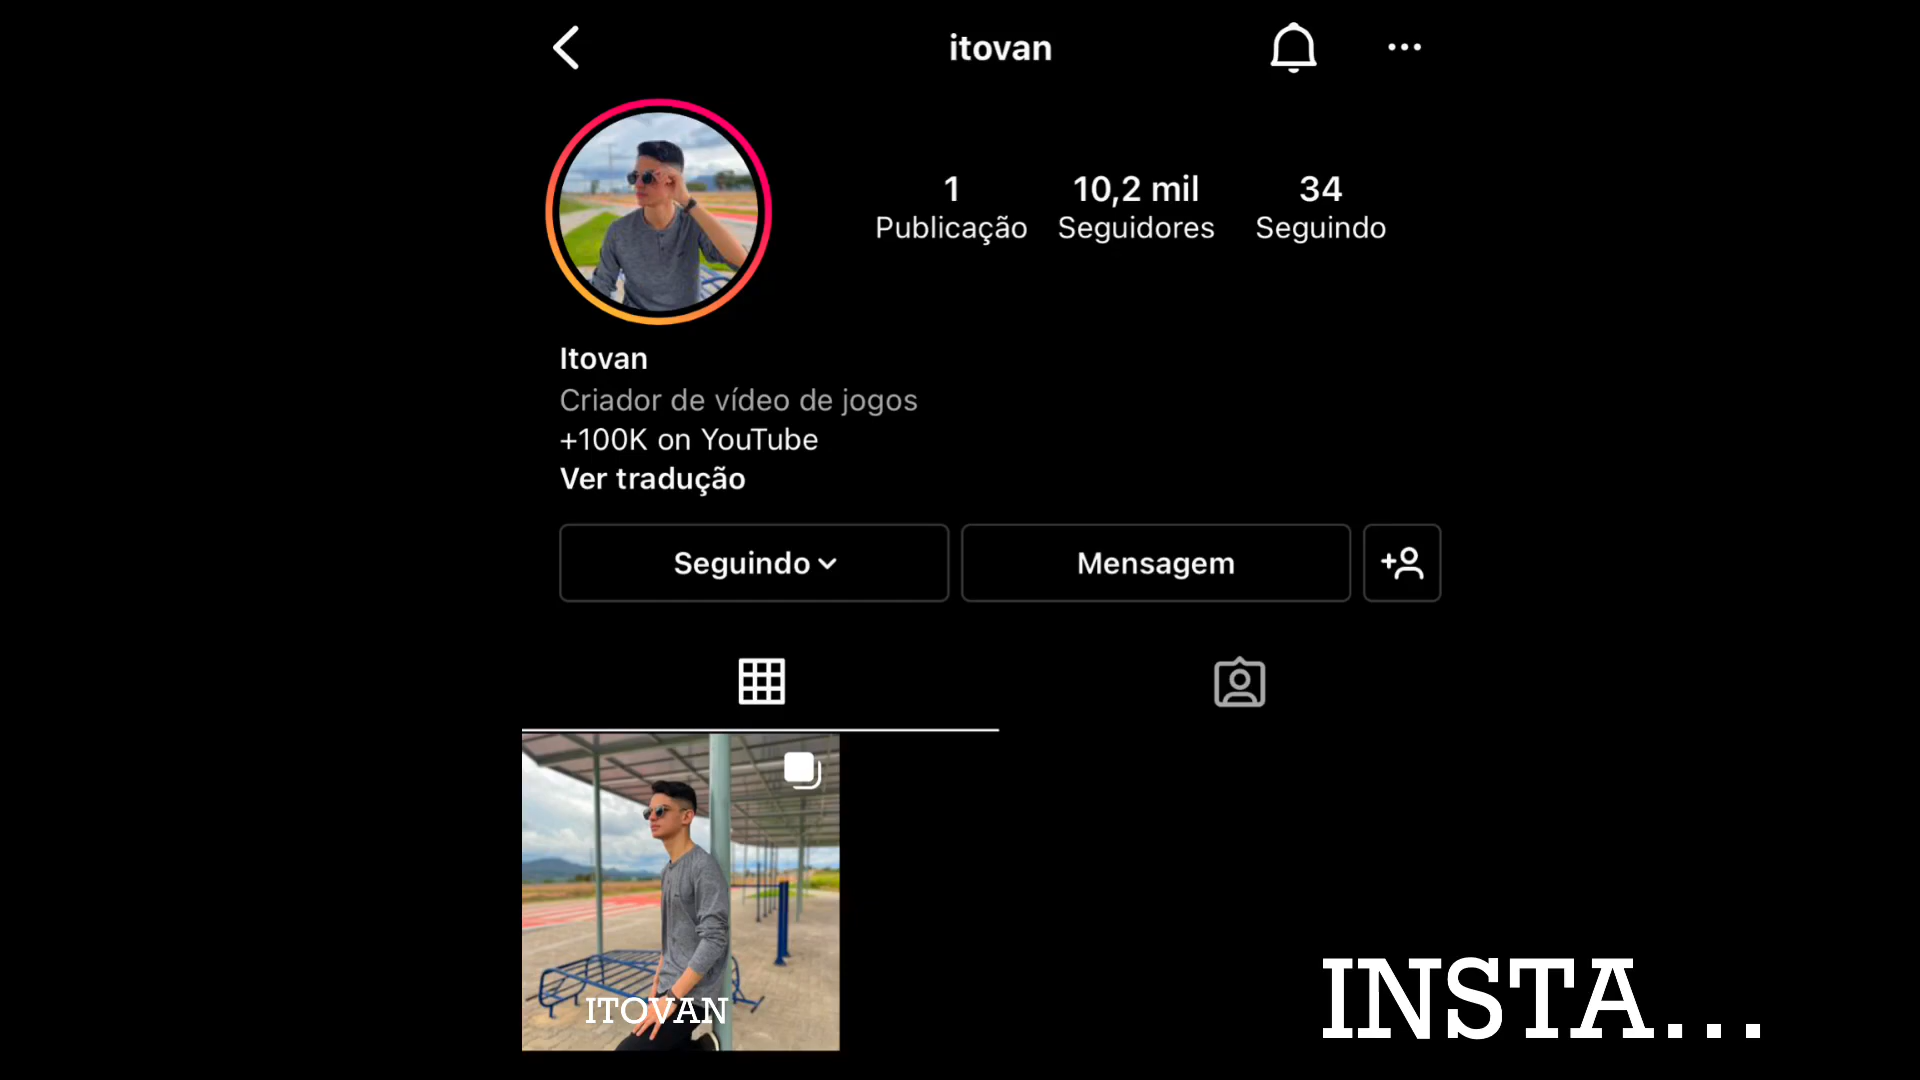 itovan
1
10,2 mil
34
Publicação
Seguidores
Seguindo
Itovan
Criador de vídeo de jogos
+100K on YouTube
Ver tradução
Seguindo
Mensagem
ITOVAN
INSTA...